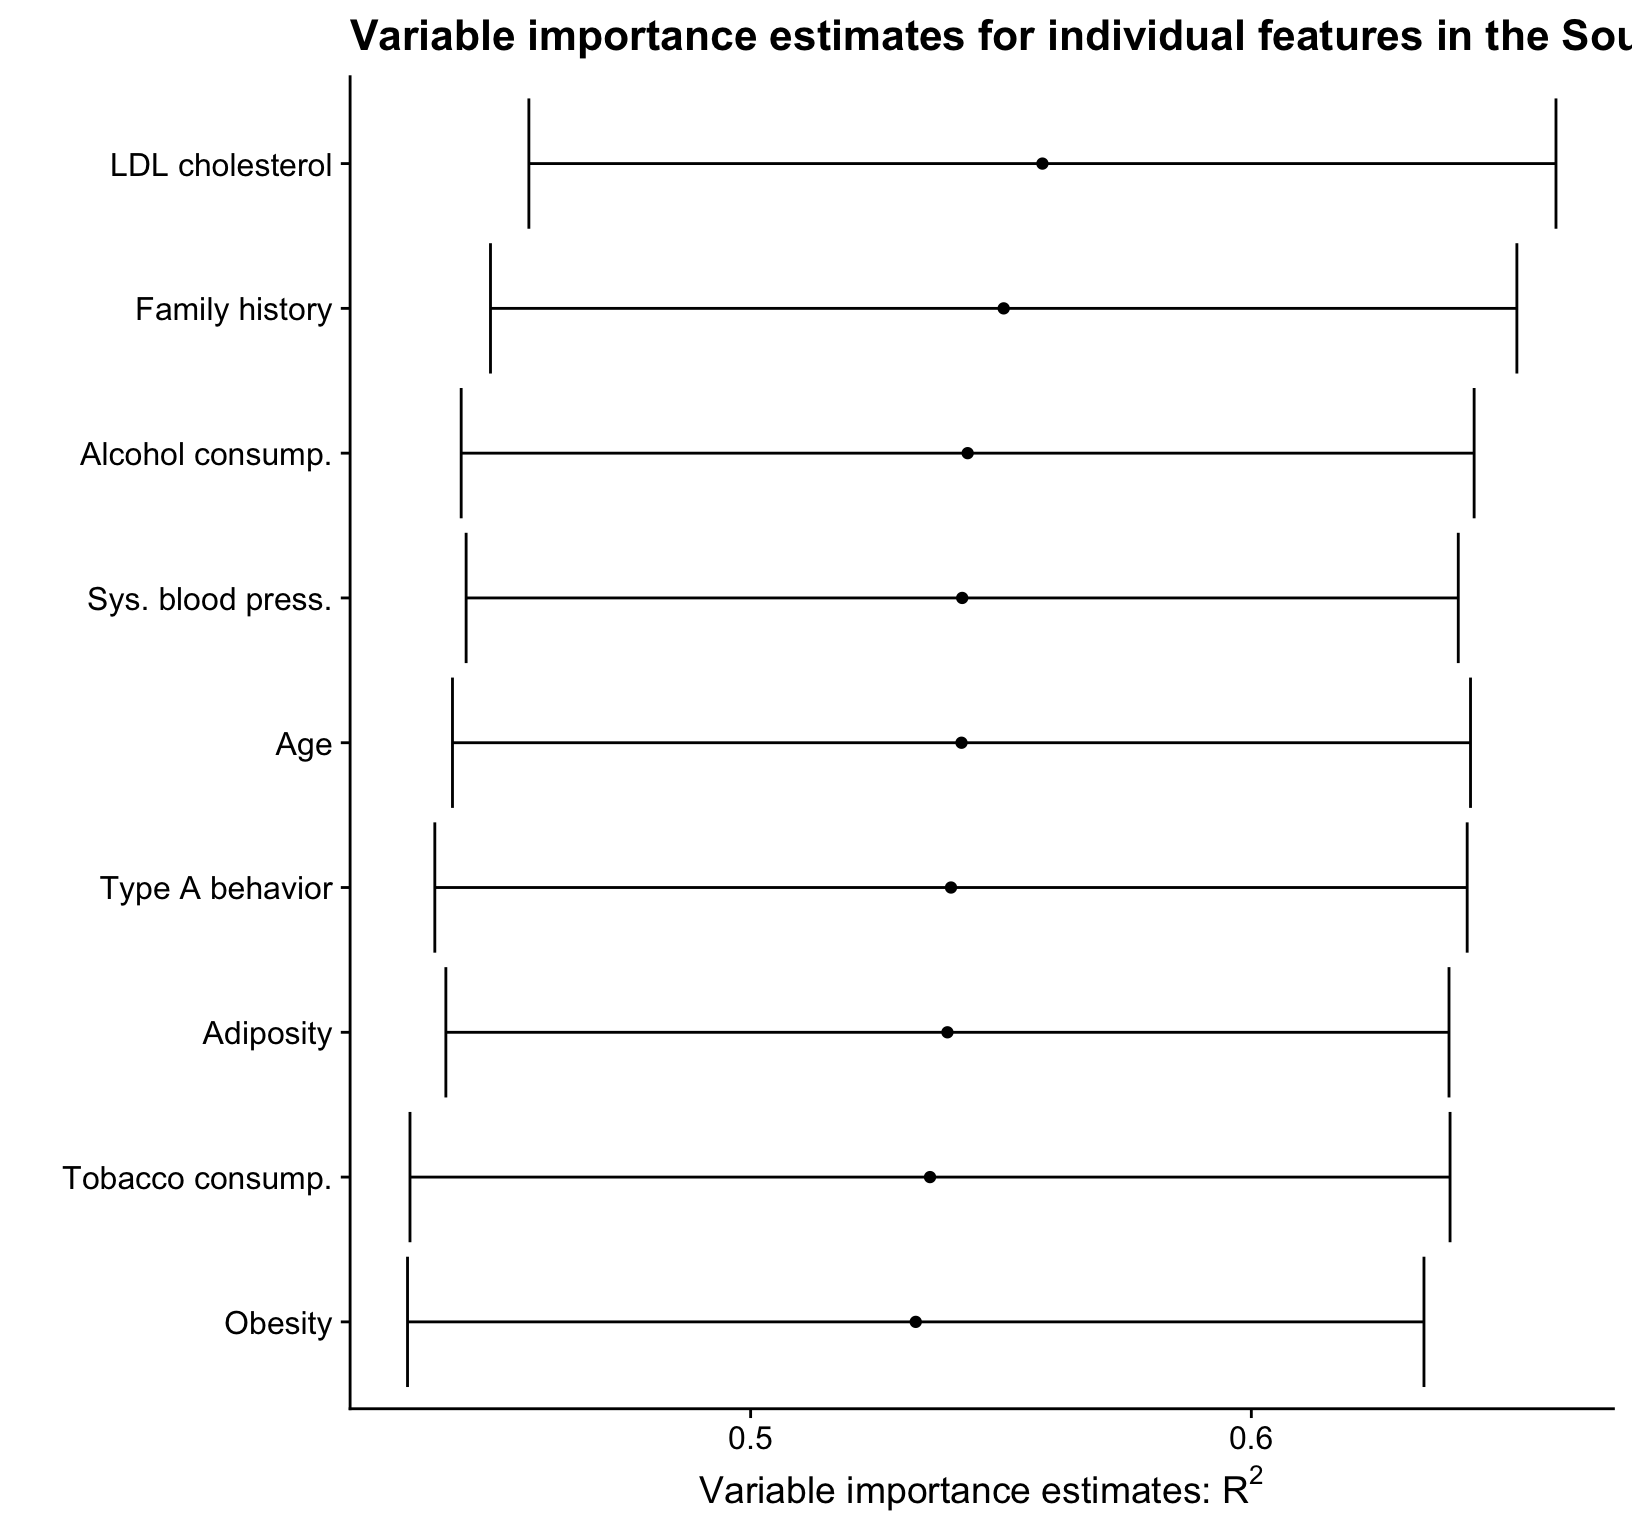 Variable importance estimates for individual features in the Sou
LDL cholesterol
Family history
Alcohol consump.
Sys. blood press.
Age
Type A behavior
Adiposity
Tobacco consump.
Obesity
0.5 0.6
Variable importance estimates: R²